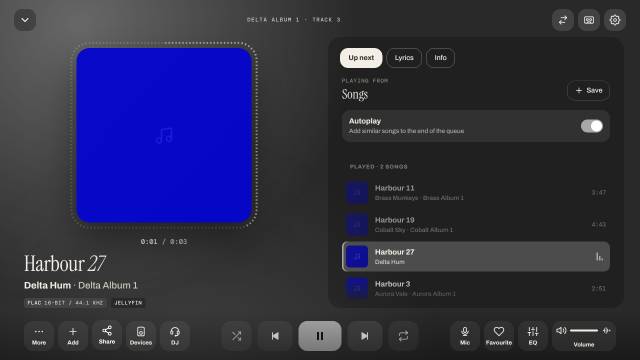 DELTA ALBUM 1 · TRACK 3
0:01 / 0:03
Harbour 27
Delta Hum · Delta Album 1
FLAC 16-BIT / 44.1 KHZ
JELLYFIN
Up next
Lyrics
Info
PLAYING FROM
Songs
+ Save
Autoplay
Add similar songs to the end of the queue
PLAYED · 2 SONGS
Harbour 11
Brass Monkeys · Brass Album 1
3:47
Harbour 19
Cobalt Sky · Cobalt Album 1
4:43
Harbour 27
Delta Hum
Harbour 3
Aurora Vale · Aurora Album 1
2:51
More
Add
Share
Devices
DJ
Mic
Favourite
EQ
Volume